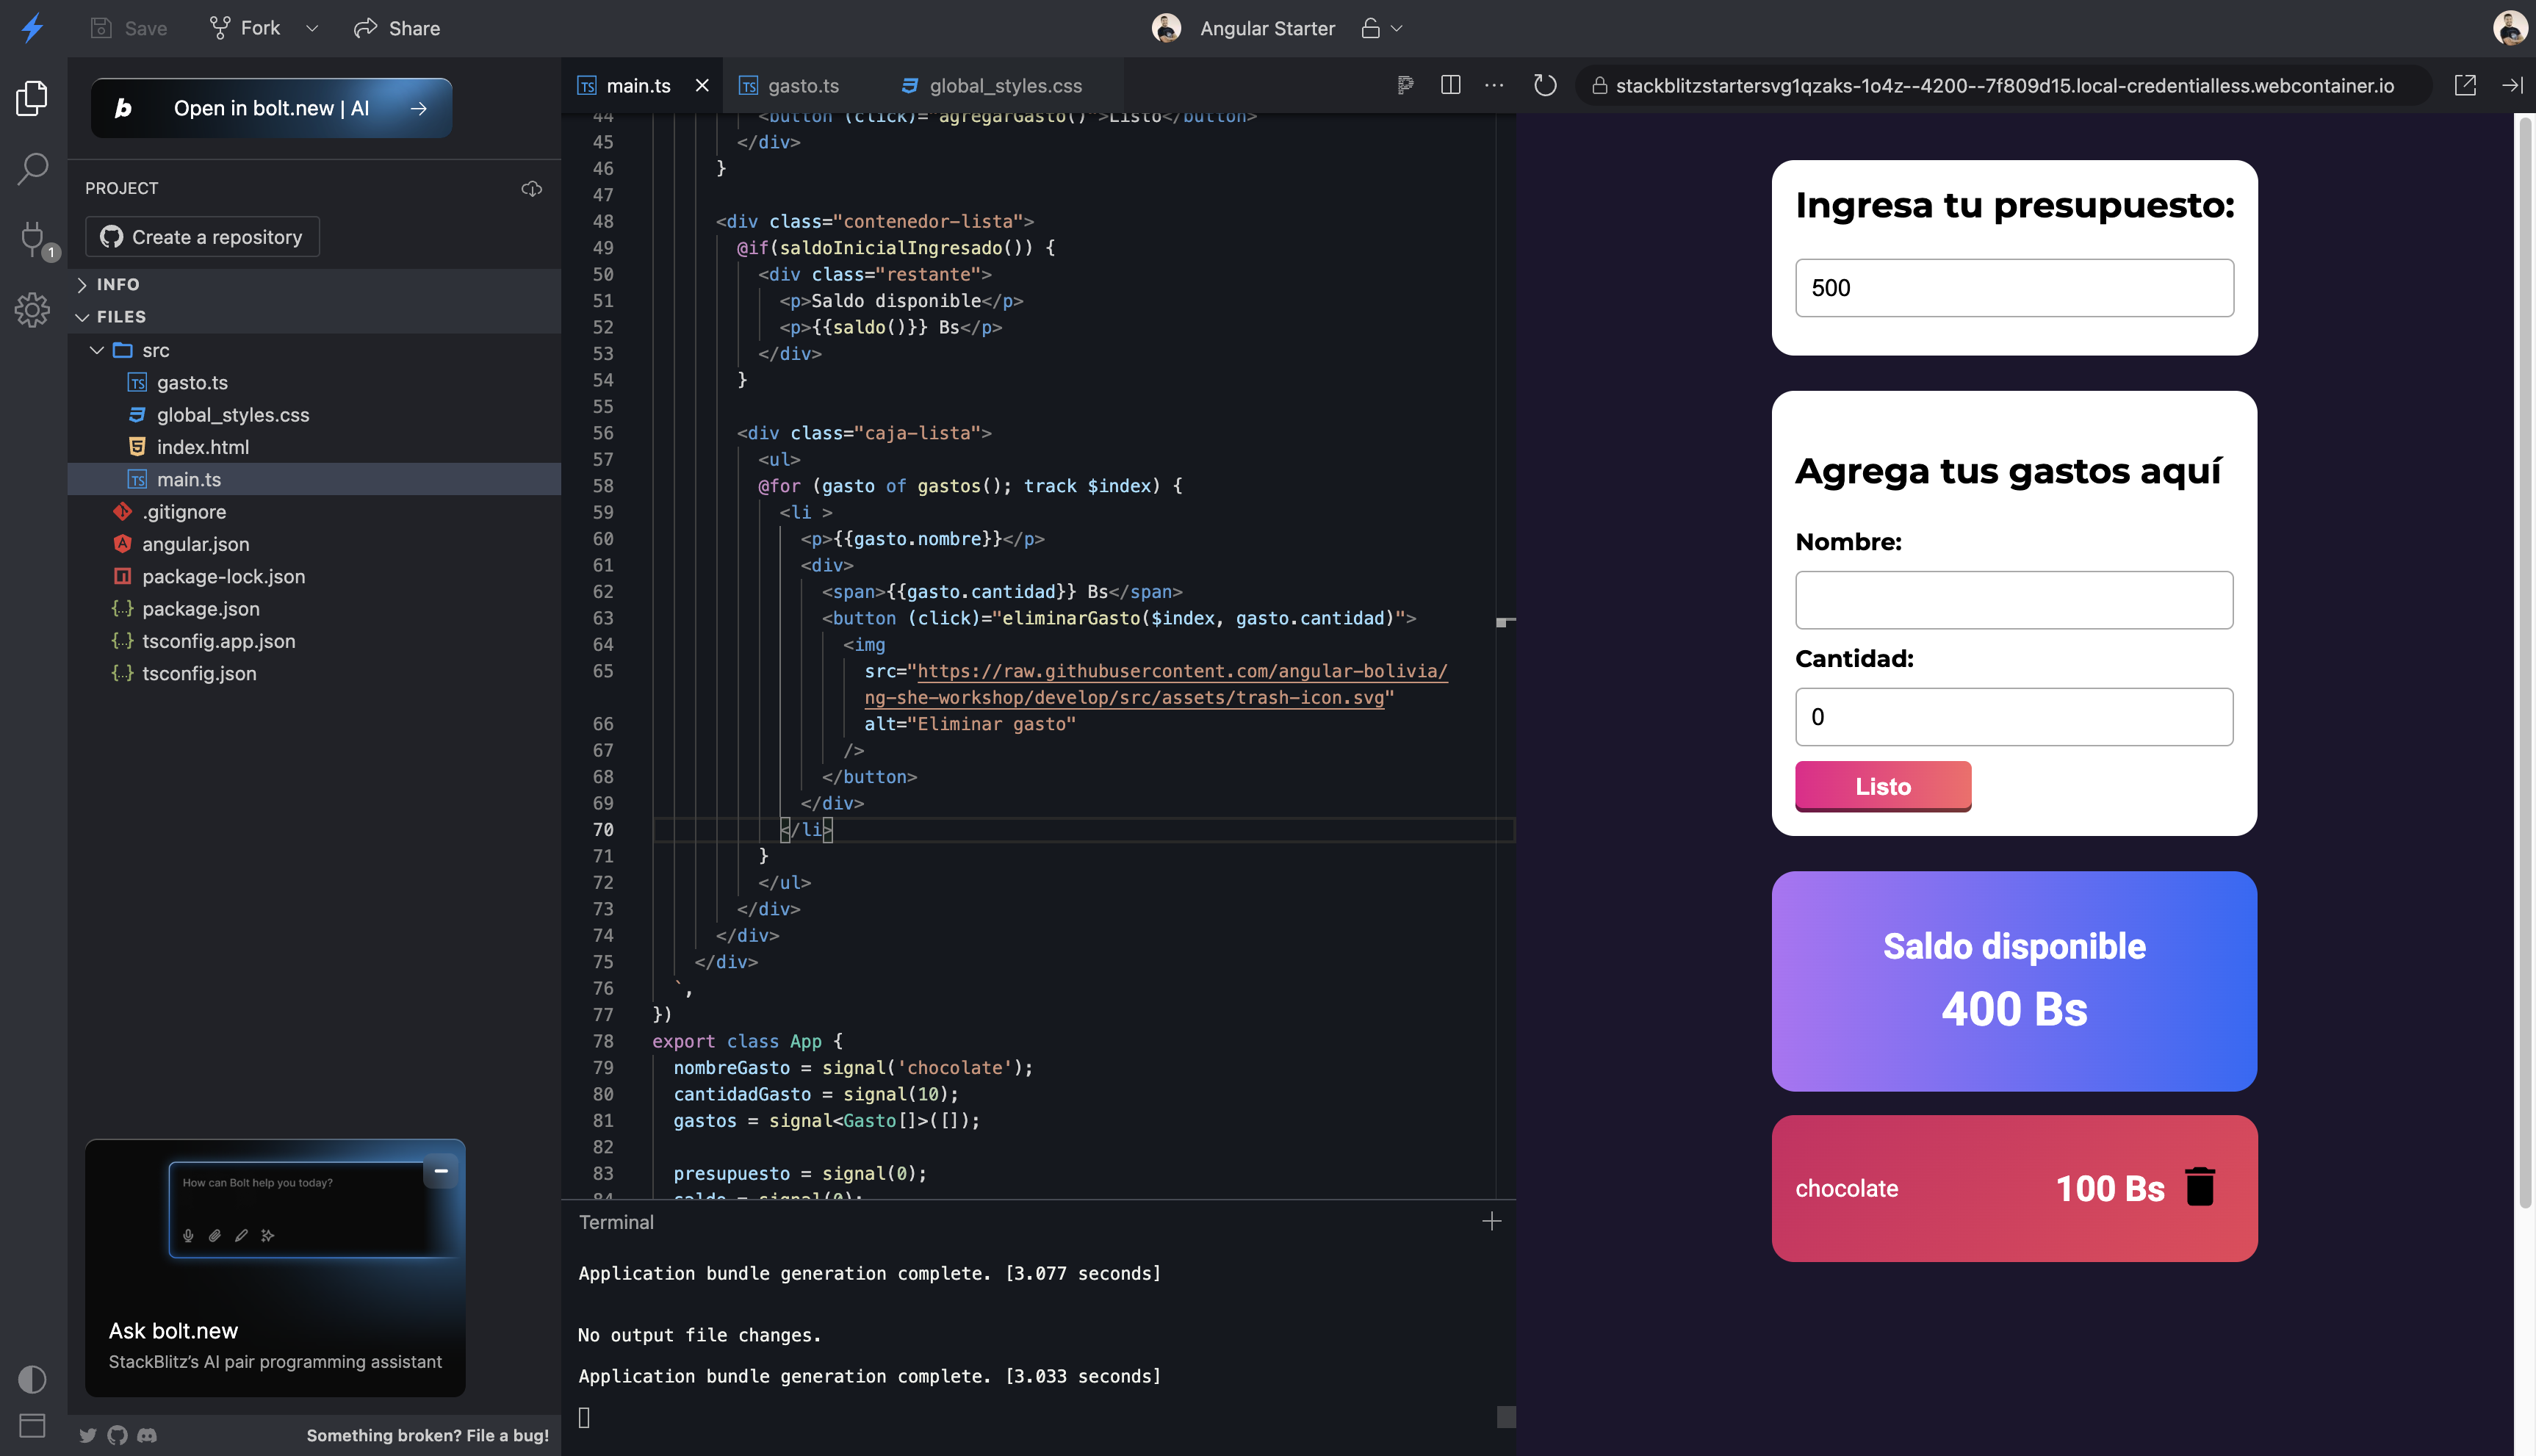 Save
Fork
Share
Angular Starter
Open in bolt.new | AI
PROJECT
Create a repository
1
INFO
FILES
src
gasto.ts
global_styles.css
index.html
main.ts
.gitignore
angular.json
package-lock.json
package.json
tsconfig.app.json
tsconfig.json
How can Bolt help you today?
Ask bolt.new
StackBlitz's AI pair programming assistant
Something broken? File a bug!
main.ts
gasto.ts
global_styles.css
44 <button (click)="agregarGasto()">Listo</button>
45 </div>
46 }
47
48 <div class="contenedor-lista">
49 @if(saldoInicialIngresado()) {
50 <div class="restante">
51 <p>Saldo disponible</p>
52 <p>{{saldo()}} Bs</p>
53 </div>
54 }
55
56 <div class="caja-lista">
57 <ul>
58 @for (gasto of gastos(); track $index) {
59 <li >
60 <p>{{gasto.nombre}}</p>
61 <div>
62 <span>{{gasto.cantidad}} Bs</span>
63 <button (click)="eliminarGasto($index, gasto.cantidad)">
64 <img
65 src="https://raw.githubusercontent.com/angular-bolivia/
ng-she-workshop/develop/src/assets/trash-icon.svg"
66 alt="Eliminar gasto"
67 />
68 </button>
69 </div>
70 </li>
71 }
72 </ul>
73 </div>
74 </div>
75 </div>
76 `,
77 })
78 export class App {
79 nombreGasto = signal('chocolate');
80 cantidadGasto = signal(10);
81 gastos = signal<Gasto[]>([]);
82
83 presupuesto = signal(0);
84 saldo = signal(0);
Terminal
Application bundle generation complete. [3.077 seconds]
No output file changes.
Application bundle generation complete. [3.033 seconds]
stackblitzstartersvg1qzaks-1o4z--4200--7f809d15.local-credentialless.webcontainer.io
Ingresa tu presupuesto:
500
Agrega tus gastos aquí
Nombre:
Cantidad:
0
Listo
Saldo disponible
400 Bs
chocolate
100 Bs